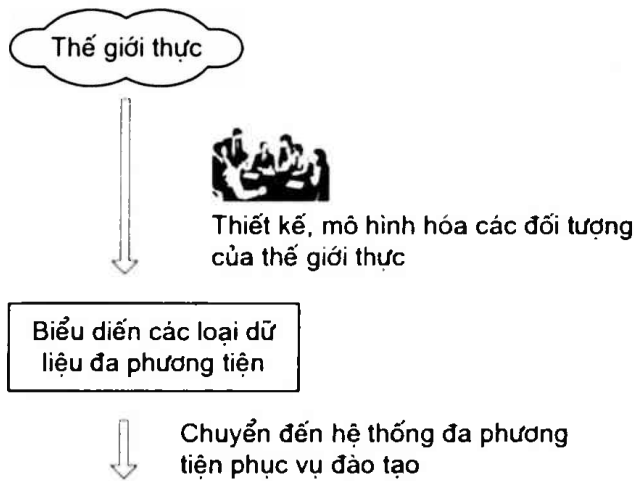 Thế giới thực
Thiết kế, mô hình hóa các đối tượng
của thế giới thực
Biểu diến các loại dữ
liệu đa phương tiện
Chuyển đến hệ thống đa phương
tiện phục vụ đào tạo